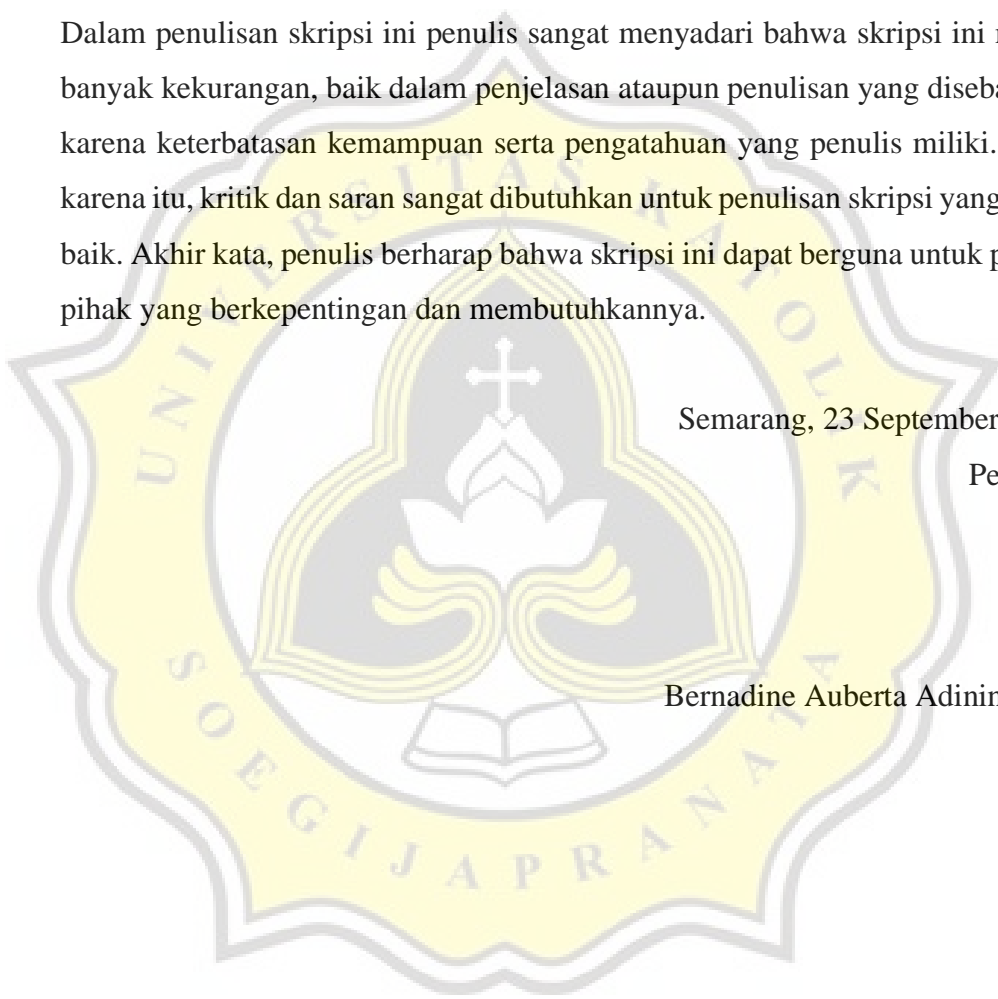 Dalam penulisan skripsi ini penulis sangat menyadari bahwa skripsi ini
banyak kekurangan, baik dalam penjelasan ataupun penulisan yang
karena keterbatasan kemampuan serta pengatahuan yang penulis miliki.
karena itu, kritik dan saran sangat dibutuhkan untuk penulisan skripsi yang
baik. Akhir kata, penulis berharap bahwa skripsi ini dapat berguna untuk
pihak yang berkepentingan dan membutuhkannya.
Semarang, 23 September
Bernadine Auberta
UNIVERSITAS KATOLIK
SOEGIJAPRANATA